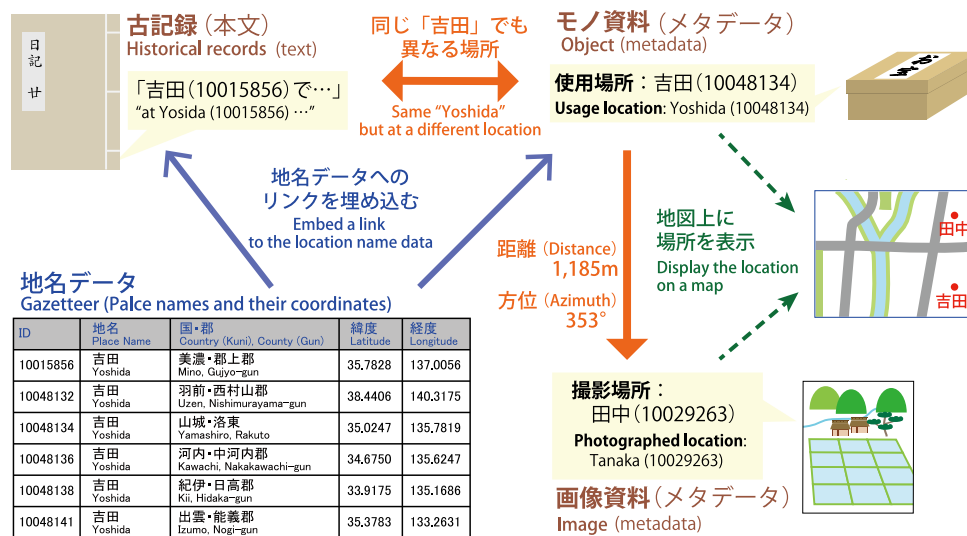 古記録（本文）
Historical records (text)
日記 廿
「吉田（10015856）で…」
“at Yosida (10015856) …”
同じ「吉田」でも
異なる場所
Same “Yoshida”
but at a different location
モノ資料（メタデータ）
Object (metadata)
使用場所：吉田（10048134）
Usage location: Yoshida (10048134)
地名データへの
リンクを埋め込む
Embed a link
to the location name data
距離（Distance）
1,185m
方位（Azimuth）
353°
地図上に
場所を表示
Display the location
on a map
田中
吉田
地名データ
Gazetteer (Palce names and their coordinates)
ID 地名 国・郡 緯度 経度
Place Name Country (Kuni), County (Gun) Latitude Longitude
10015856 吉田 美濃・郡上郡 35.7828 137.0056
Yoshida Mino, Gujyo-gun
10048132 吉田 羽前・西村山郡 38.4406 140.3175
Yoshida Uzen, Nishimurayama-gun
10048134 吉田 山城・洛東 35.0247 135.7819
Yoshida Yamashiro, Rakuto
10048136 吉田 河内・中河内郡 34.6750 135.6247
Yoshida Kawachi, Nakakawachi-gun
10048138 吉田 紀伊・日高郡 33.9175 135.1686
Yoshida Kii, Hidaka-gun
10048141 吉田 出雲・能義郡 35.3783 133.2631
Yoshida Izumo, Nogi-gun
撮影場所：
田中（10029263）
Photographed location:
Tanaka (10029263)
画像資料（メタデータ）
Image (metadata)